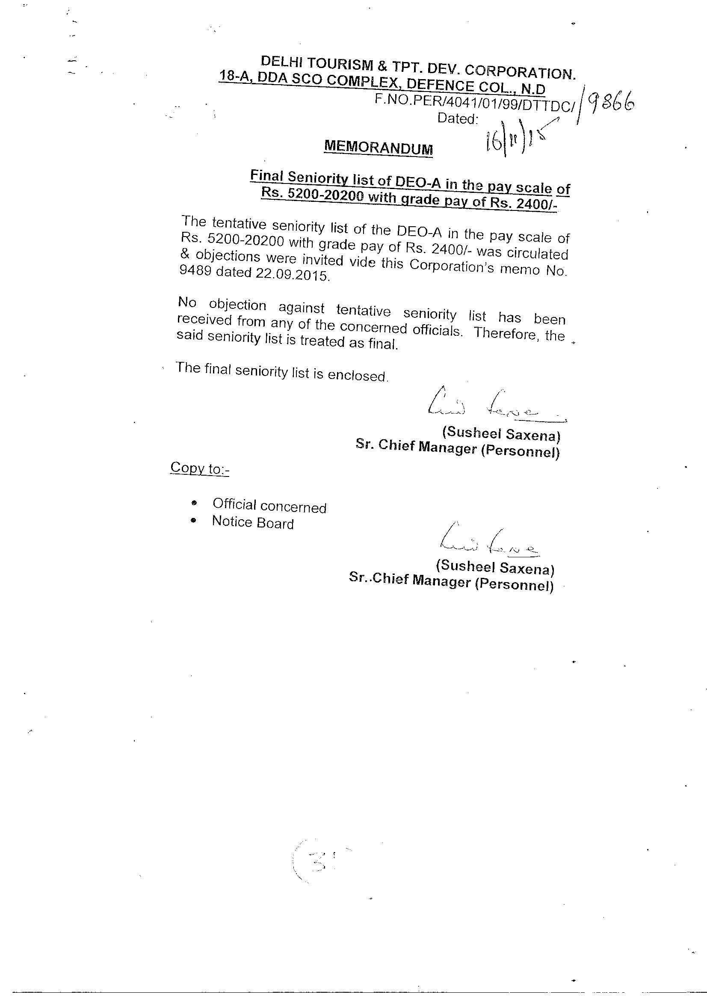 DELHI TOURISM & TPT. DEV. CORPORATION.
18-A, DDA SCO COMPLEX, DEFENCE COL., N.D
F.NO.PER/4041/01/99/DTTDC/ /9866
Dated:
16/11/15
MEMORANDUM
Final Seniority list of DEO-A in the pay scale of
Rs. 5200-20200 with grade pay of Rs. 2400/-
The tentative seniority list of the DEO-A in the pay scale of
Rs. 5200-20200 with grade pay of Rs. 2400/- was circulated
& objections were invited vide this Corporation's memo No.
9489 dated 22.09.2015.
No objection against tentative seniority list has been
received from any of the concerned officials. Therefore, the
said seniority list is treated as final.
The final seniority list is enclosed.
(Susheel Saxena)
Sr. Chief Manager (Personnel)
Copy to:-
• Official concerned
• Notice Board
(Susheel Saxena)
Sr..Chief Manager (Personnel)